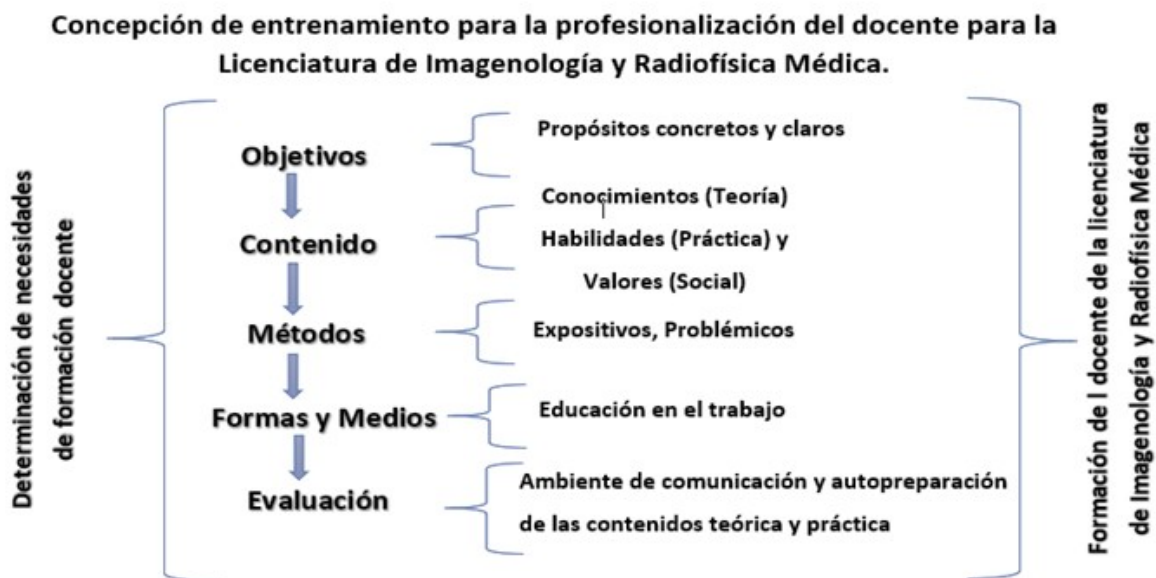 Concepción de entrenamiento para la profesionalización del docente para la
Licenciatura de Imagenología y Radiofísica Médica.
Determinación de necesidades
de formación docente
Objetivos
Propósitos concretos y claros
Contenido
Conocimientos (Teoría)
Habilidades (Práctica) y
Valores (Social)
Métodos
Expositivos, Problémicos
Formas y Medios
Educación en el trabajo
Evaluación
Ambiente de comunicación y autopreparación
de las contenidos teórica y práctica
Formación de l docente de la licenciatura
de Imagenología y Radiofísica Médica